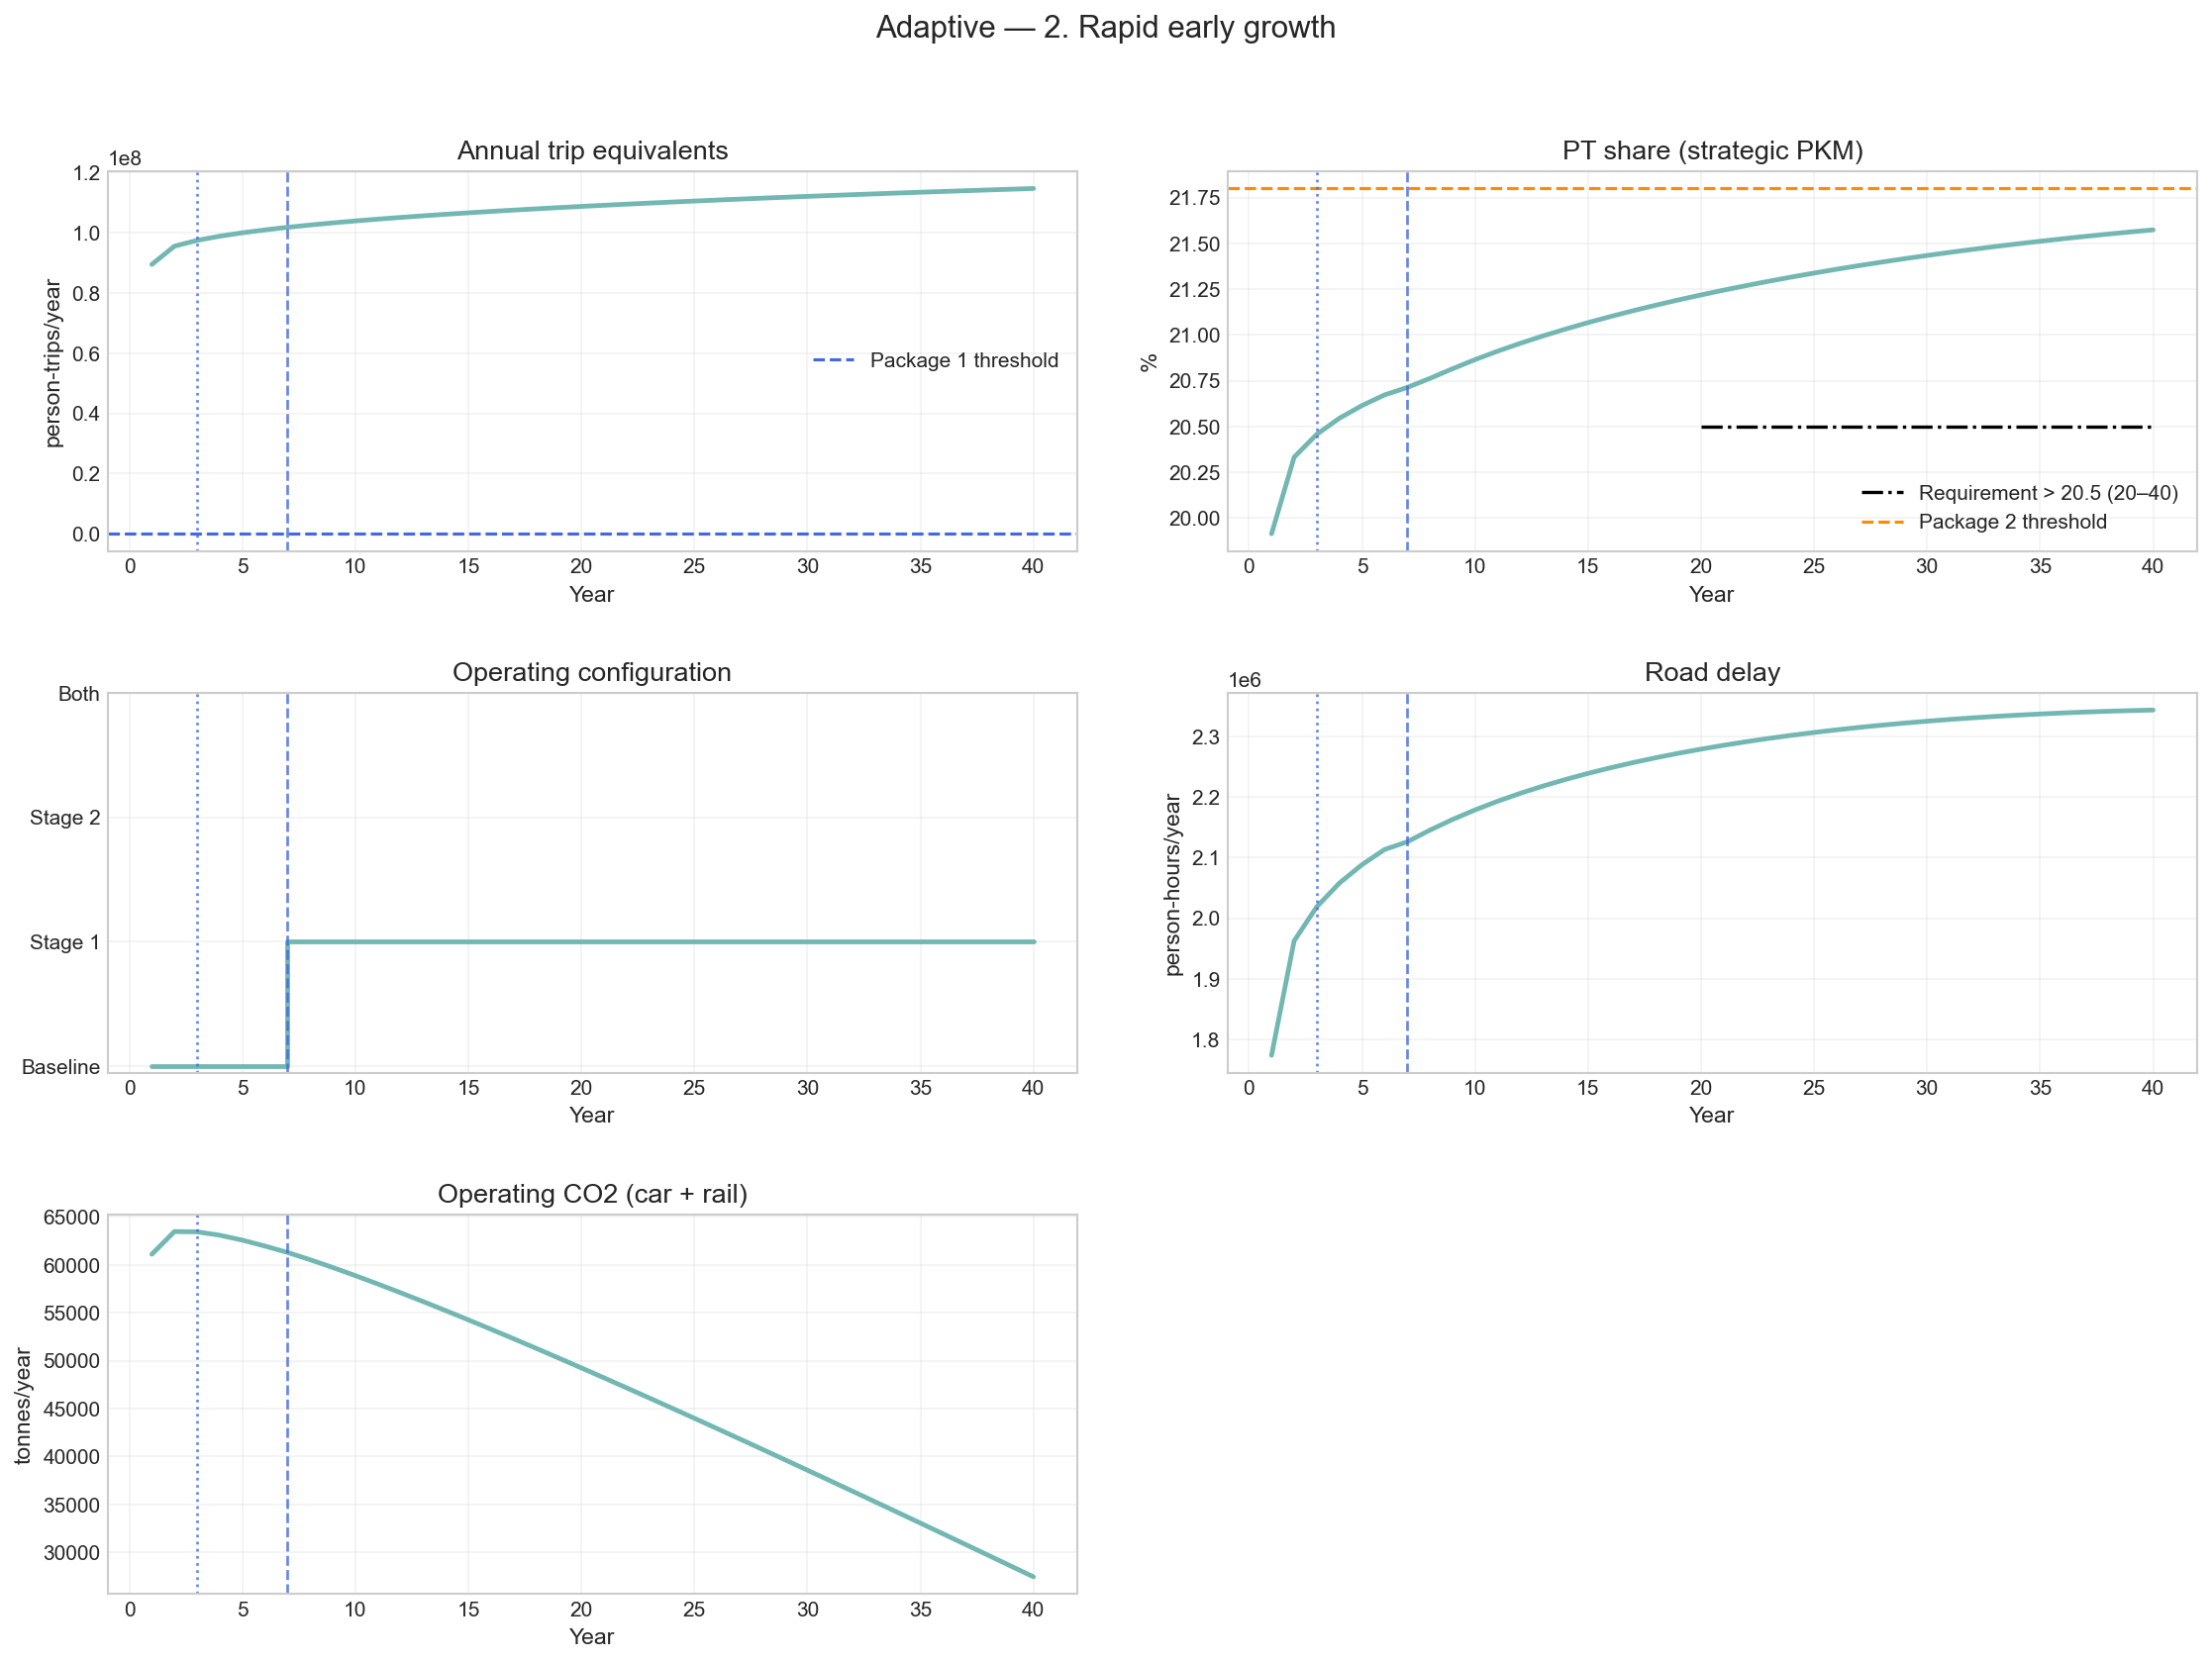 Adaptive — 2. Rapid early growth
Annual trip equivalents
1e8
person-trips/year
1.2
1.0
0.8
0.6
0.4
0.2
0.0
Package 1 threshold
0 5 10 15 20 25 30 35 40
Year
PT share (strategic PKM)
%
21.75
21.50
21.25
21.00
20.75
20.50
20.25
20.00
Requirement > 20.5 (20–40)
Package 2 threshold
0 5 10 15 20 25 30 35 40
Year
Operating configuration
Both
Stage 2
Stage 1
Baseline
0 5 10 15 20 25 30 35 40
Year
Road delay
1e6
person-hours/year
2.3
2.2
2.1
2.0
1.9
1.8
0 5 10 15 20 25 30 35 40
Year
Operating CO2 (car + rail)
tonnes/year
65000
60000
55000
50000
45000
40000
35000
30000
0 5 10 15 20 25 30 35 40
Year